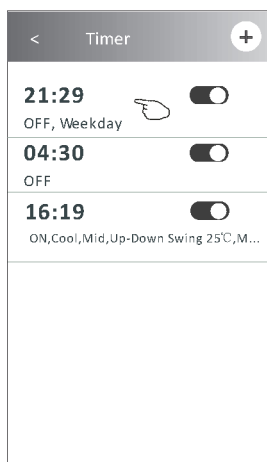 < Timer +
21:29
OFF, Weekday
04:30
OFF
16:19
ON,Cool,Mid,Up-Down Swing 25℃,M...